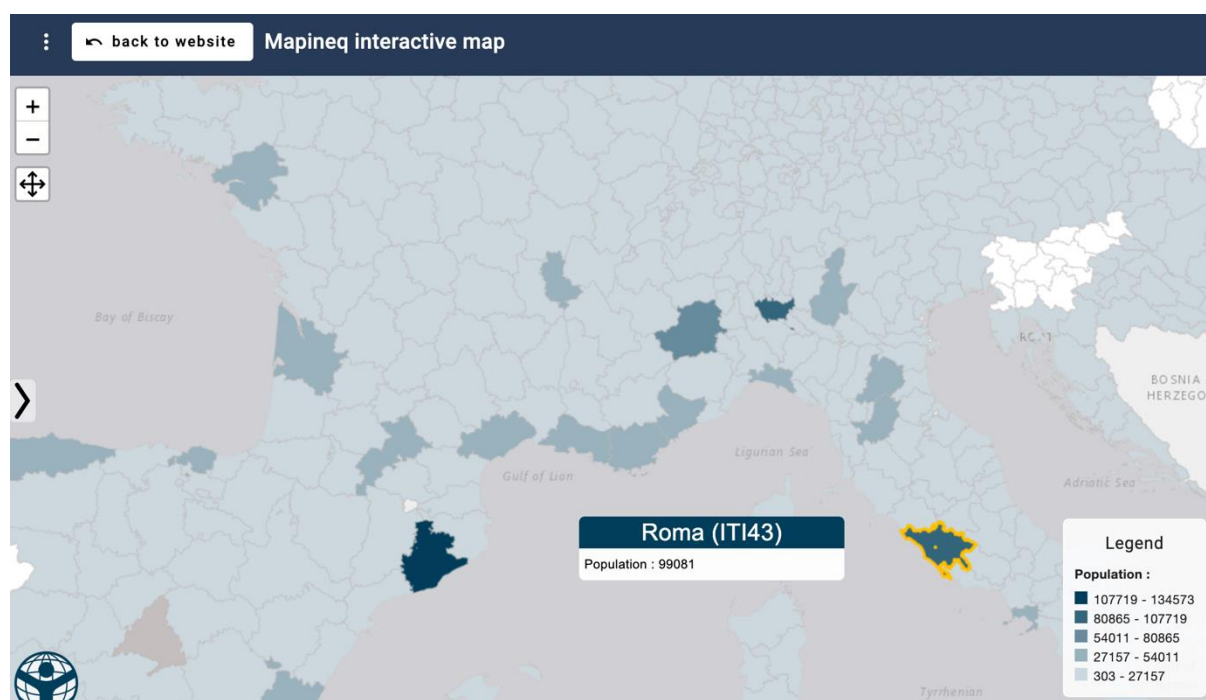 back to website
Mapineq interactive map
+
−
Bay of Biscay
BOSNIA
HERZEGO
Ligurian Sea
Gulf of Lion
Adriatic Sea
Roma (ITI43)
Population : 99081
Legend
Population :
107719 - 134573
80865 - 107719
54011 - 80865
27157 - 54011
303 - 27157
Tyrrhenian